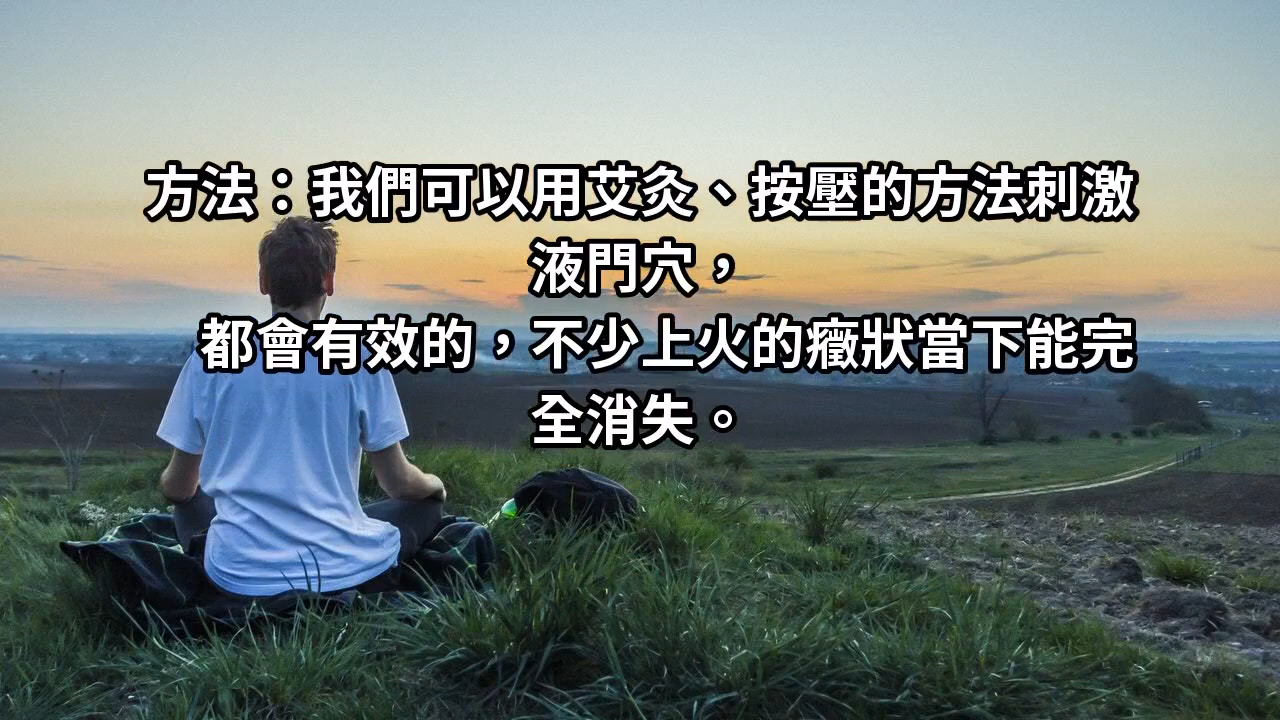 方法：我們可以用艾灸、按壓的方法刺激
液門穴，
都會有效的，不少上火的癥狀當下能完
全消失。